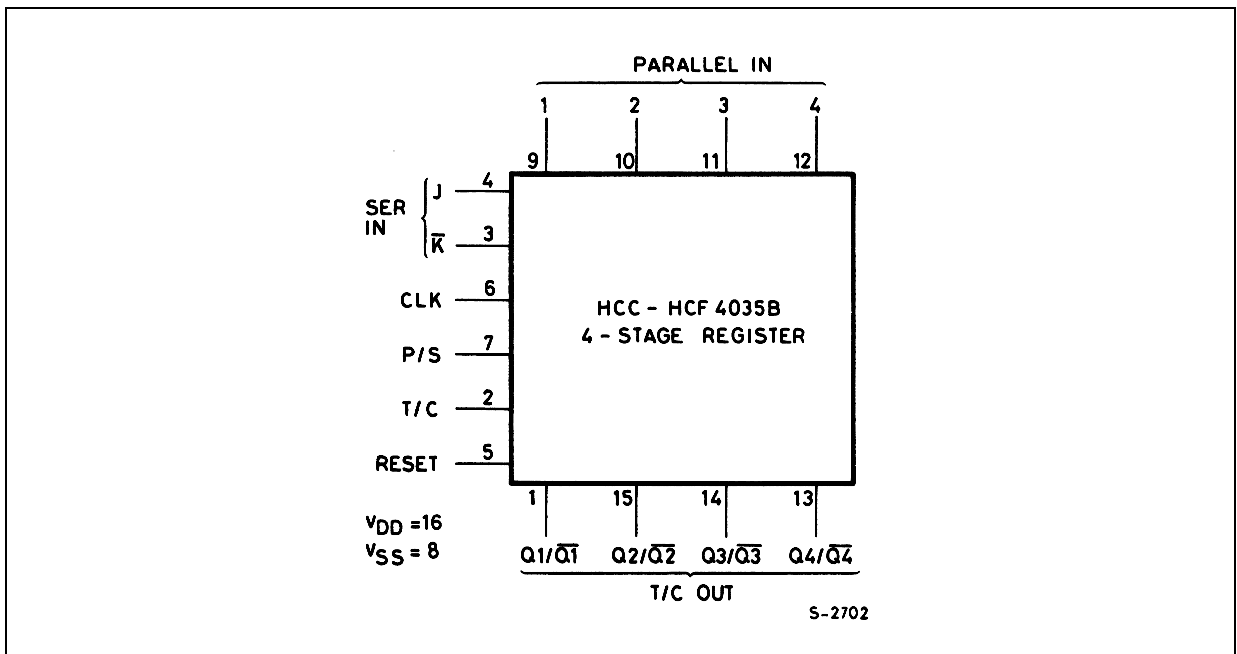 PARALLEL IN
1 2 3 4
9 10 11 12
SER IN
J 4
K̅ 3
CLK 6
P/S 7
T/C 2
RESET 5
HCC - HCF 4035B
4 - STAGE REGISTER
1 15 14 13
VDD =16
VSS = 8
Q1/Q̅1̅ Q2/Q̅2̅ Q3/Q̅3̅ Q4/Q̅4̅
T/C OUT
S-2702